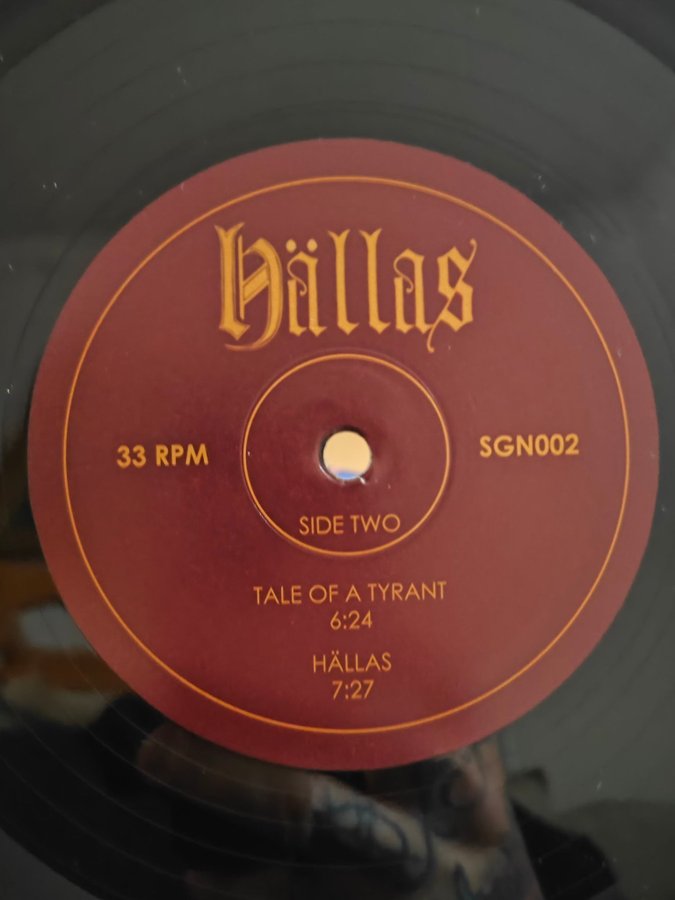 Hällas
33 RPM
SGN002
SIDE TWO
TALE OF A TYRANT
6:24
HÄLLAS
7:27